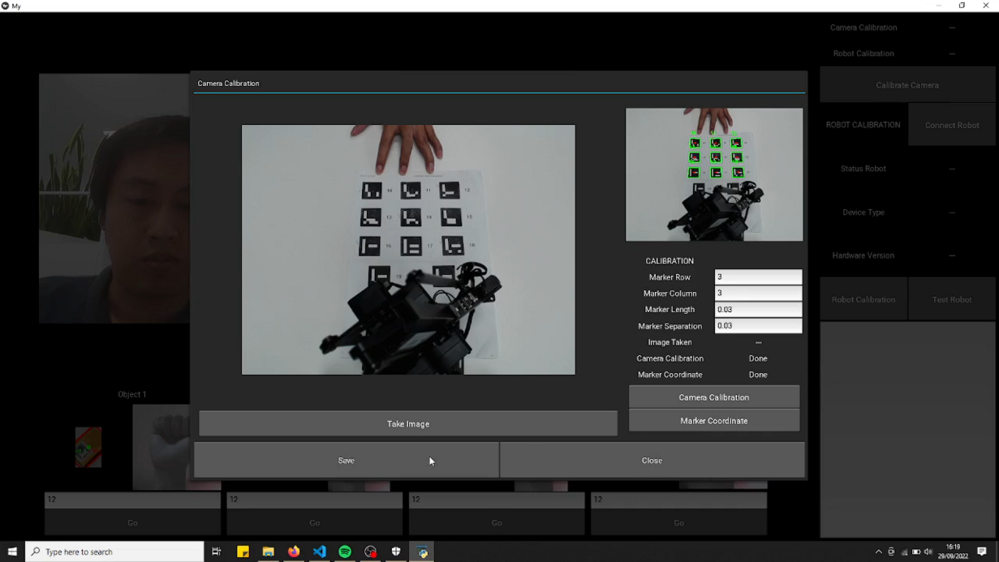 My
Camera Calibration
---
Robot Calibration
---
Calibrate Camera
ROBOT CALIBRATION
Connect Robot
Status Robot
---
Device Type
---
Hardware Version
---
Robot Calibration
Test Robot
Camera Calibration
10
11
12
13
14
15
16
17
18
19
CALIBRATION
Marker Row
3
Marker Column
3
Marker Length
0.03
Marker Separation
0.03
Image Taken
---
Camera Calibration
Done
Marker Coordinate
Done
Camera Calibration
Marker Coordinate
Take Image
Save
Close
Object 1
12
12
12
12
Go
Go
Go
Go
Type here to search
16:19
29/09/2022